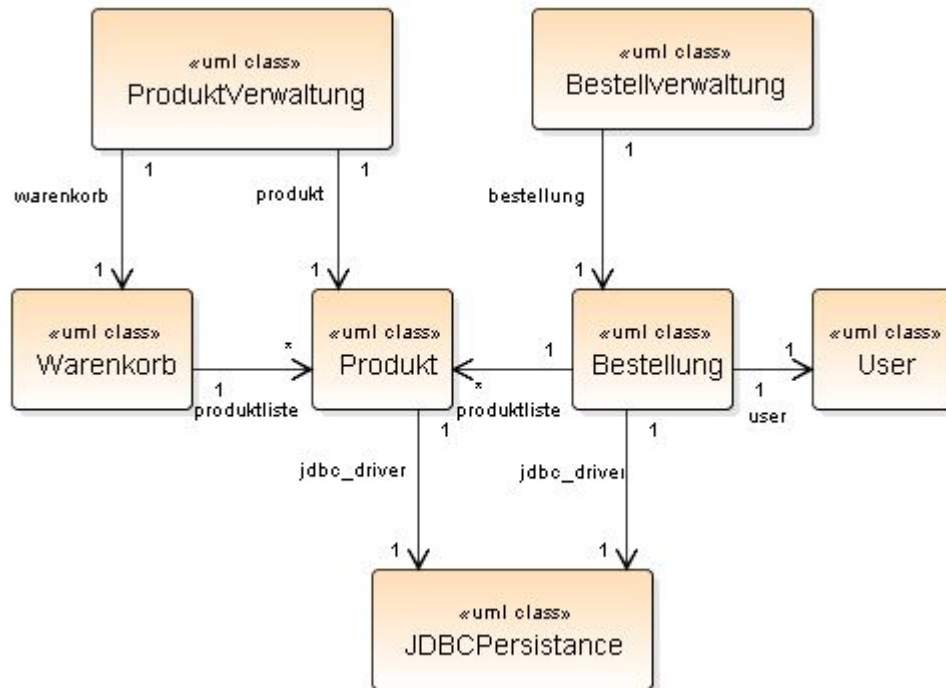 «uml class»
ProduktVerwaltung
«uml class»
Bestellverwaltung
1
1
1
warenkorb
produkt
bestellung
1
1
1
«uml class»
Warenkorb
*
1
produktliste
«uml class»
Produkt
1
*
produktliste
«uml class»
Bestellung
1
1
user
«uml class»
User
1
1
jdbc_driver
jdbc_driver
1
1
«uml class»
JDBCPersistance